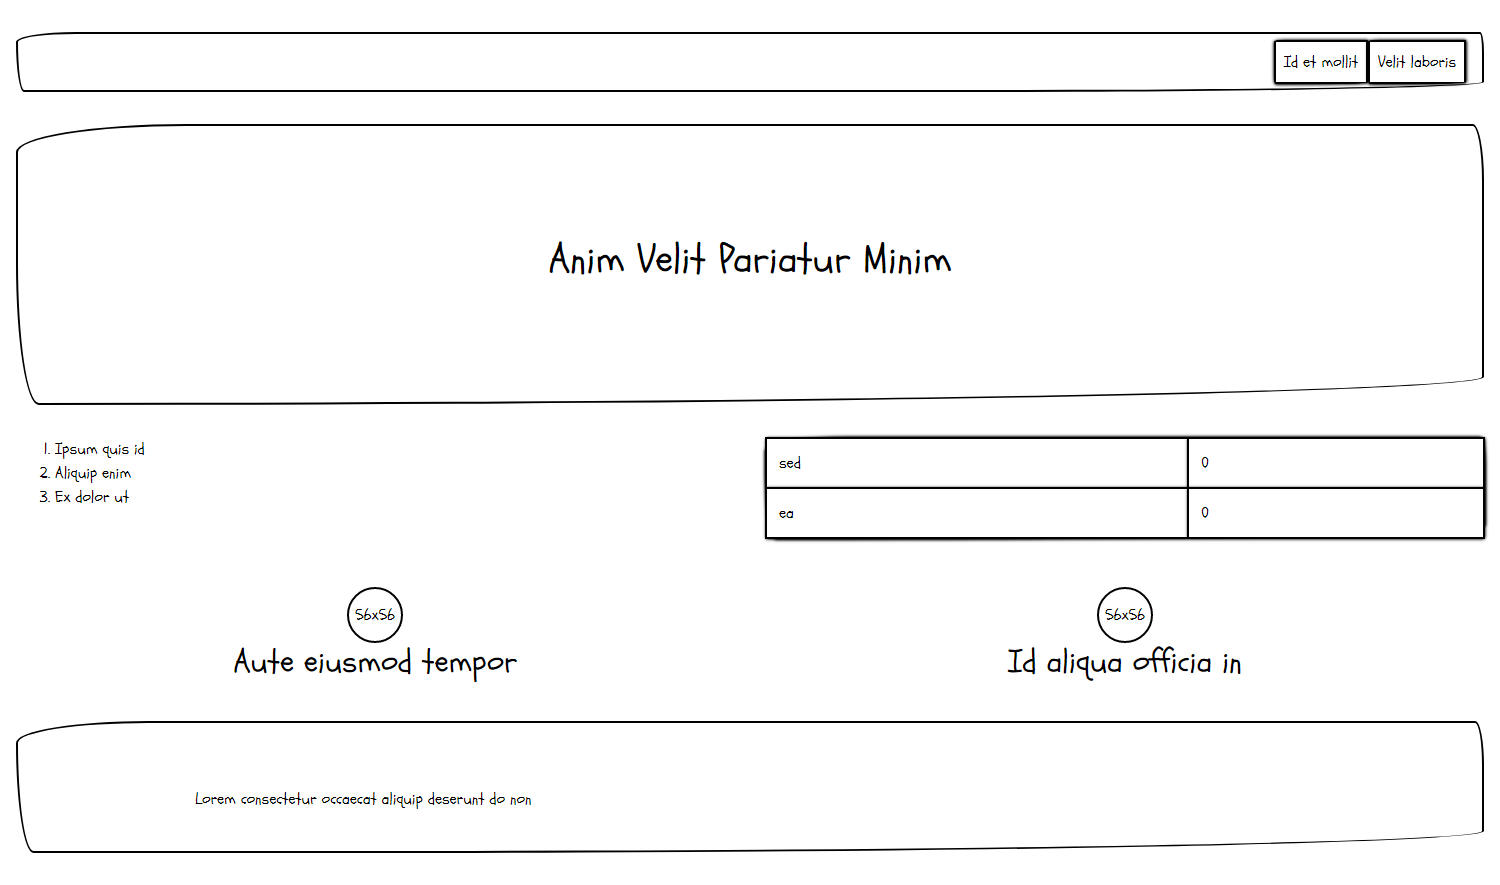 Id et mollit Velit laboris
Anim Velit Pariatur Minim
1. Ipsum quis id
2. Aliquip enim
3. Ex dolor ut
sed 0
ea 0
56x56 56x56
Aute eiusmod tempor Id aliqua officia in
Lorem consectetur occaecat aliquip deserunt do non